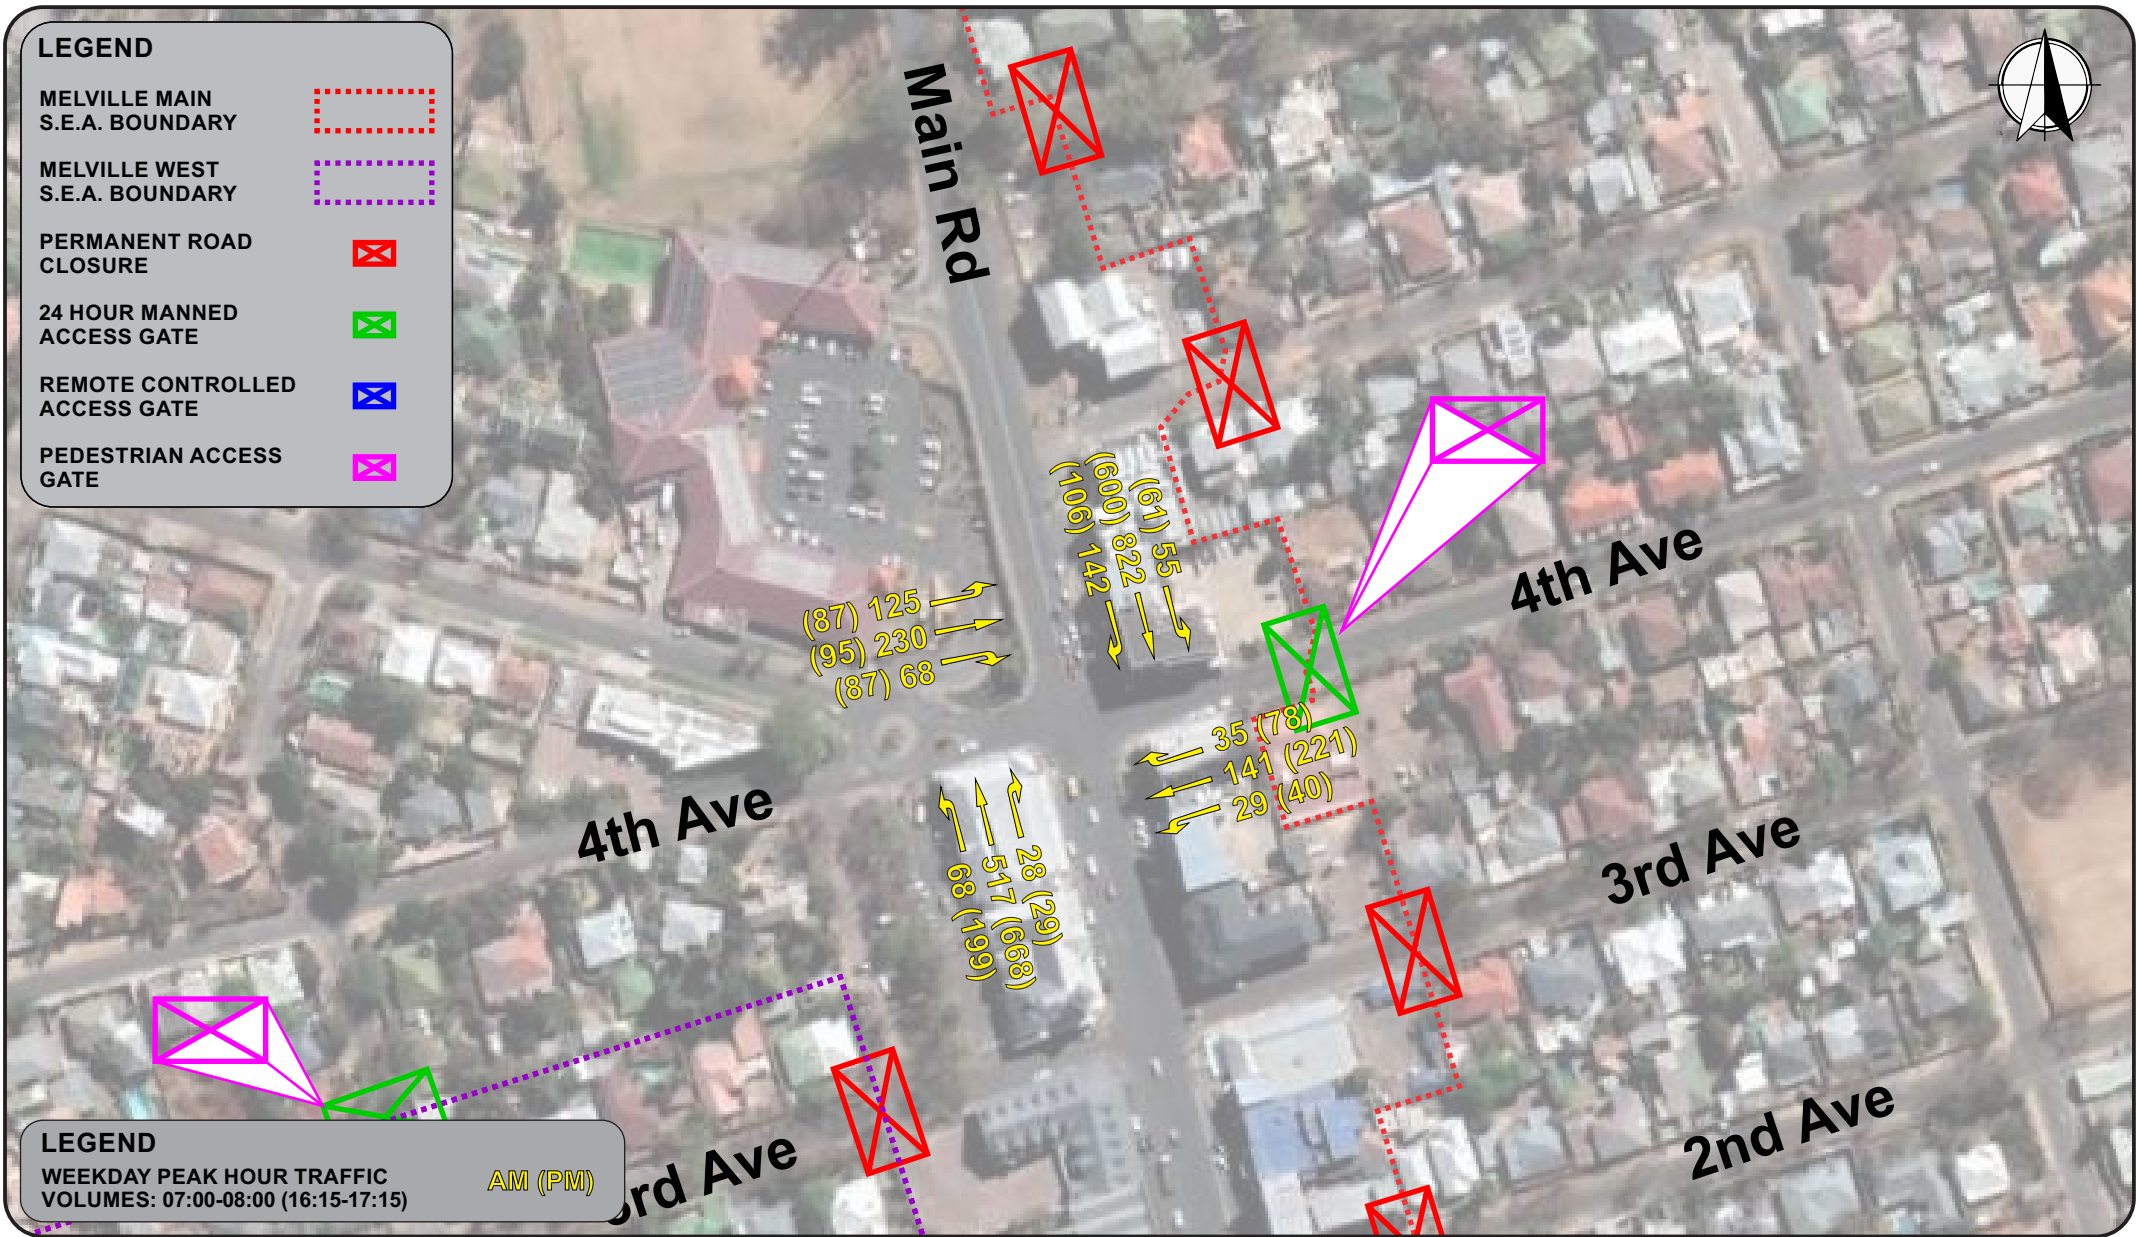 LEGEND
MELVILLE MAIN
S.E.A. BOUNDARY
MELVILLE WEST
S.E.A. BOUNDARY
PERMANENT ROAD
CLOSURE
24 HOUR MANNED
ACCESS GATE
REMOTE CONTROLLED
ACCESS GATE
PEDESTRIAN ACCESS
GATE
Main Rd
(106) 142
(600) 822
(61) 55
4th Ave
(87) 125
(95) 230
(87) 68
35 (78)
141 (221)
29 (40)
4th Ave
68 (199)
517 (668)
28 (29)
3rd Ave
2nd Ave
3rd Ave
LEGEND
WEEKDAY PEAK HOUR TRAFFIC
VOLUMES: 07:00-08:00 (16:15-17:15)
AM (PM)